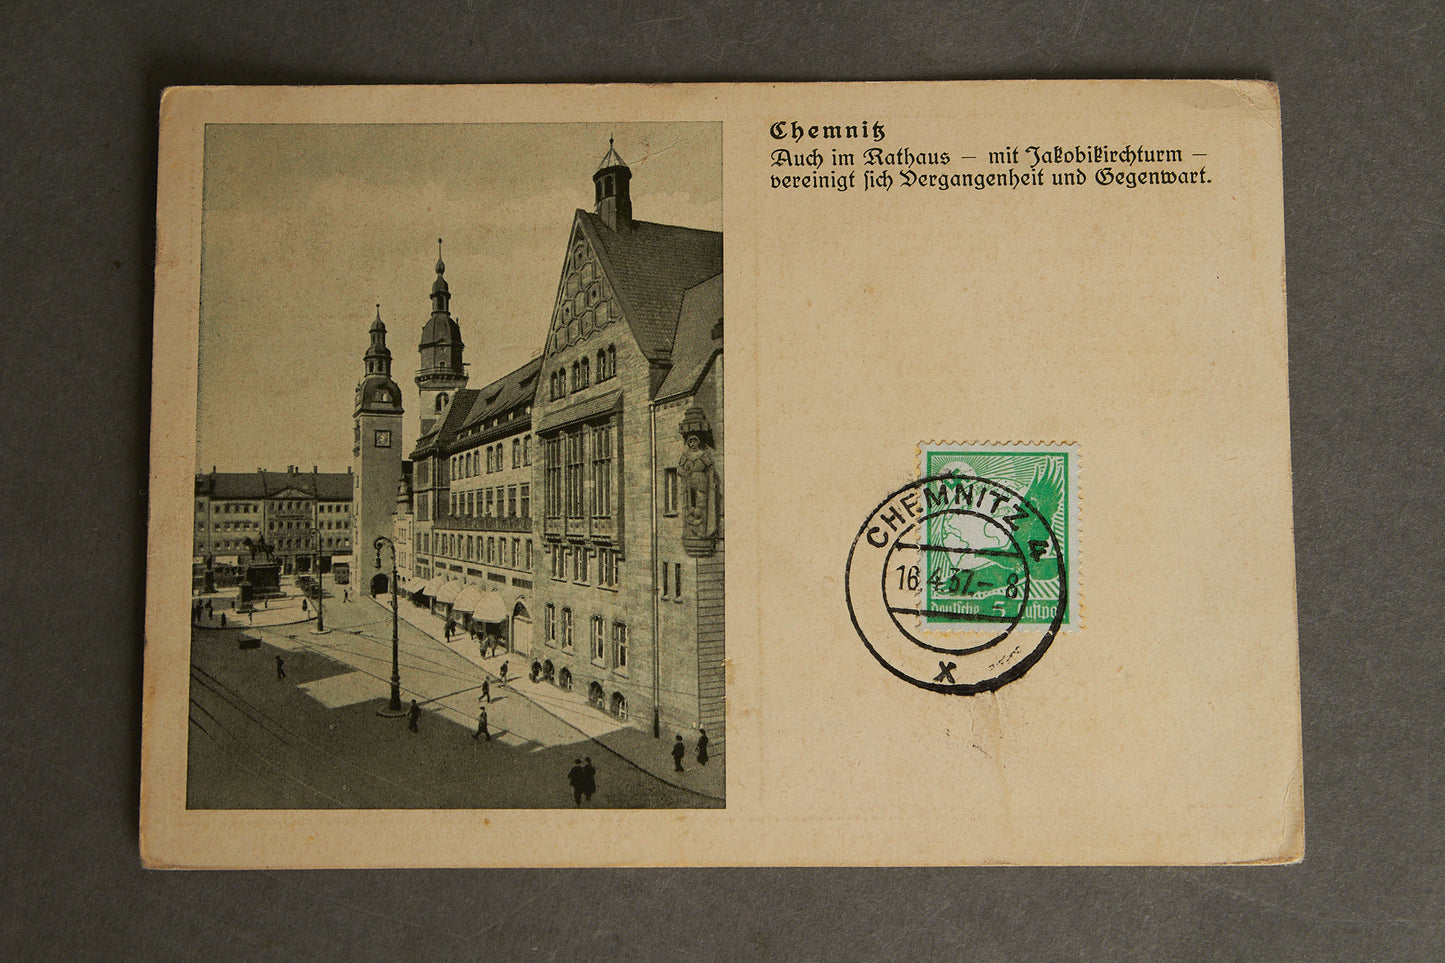 Chemnitz
Auch im Rathaus – mit Jakobikirchturm –
vereinigt sich Vergangenheit und Gegenwart.
CHEMNITZ 4
16.4.37.– 8
x
Deutsche 5 Luftpo